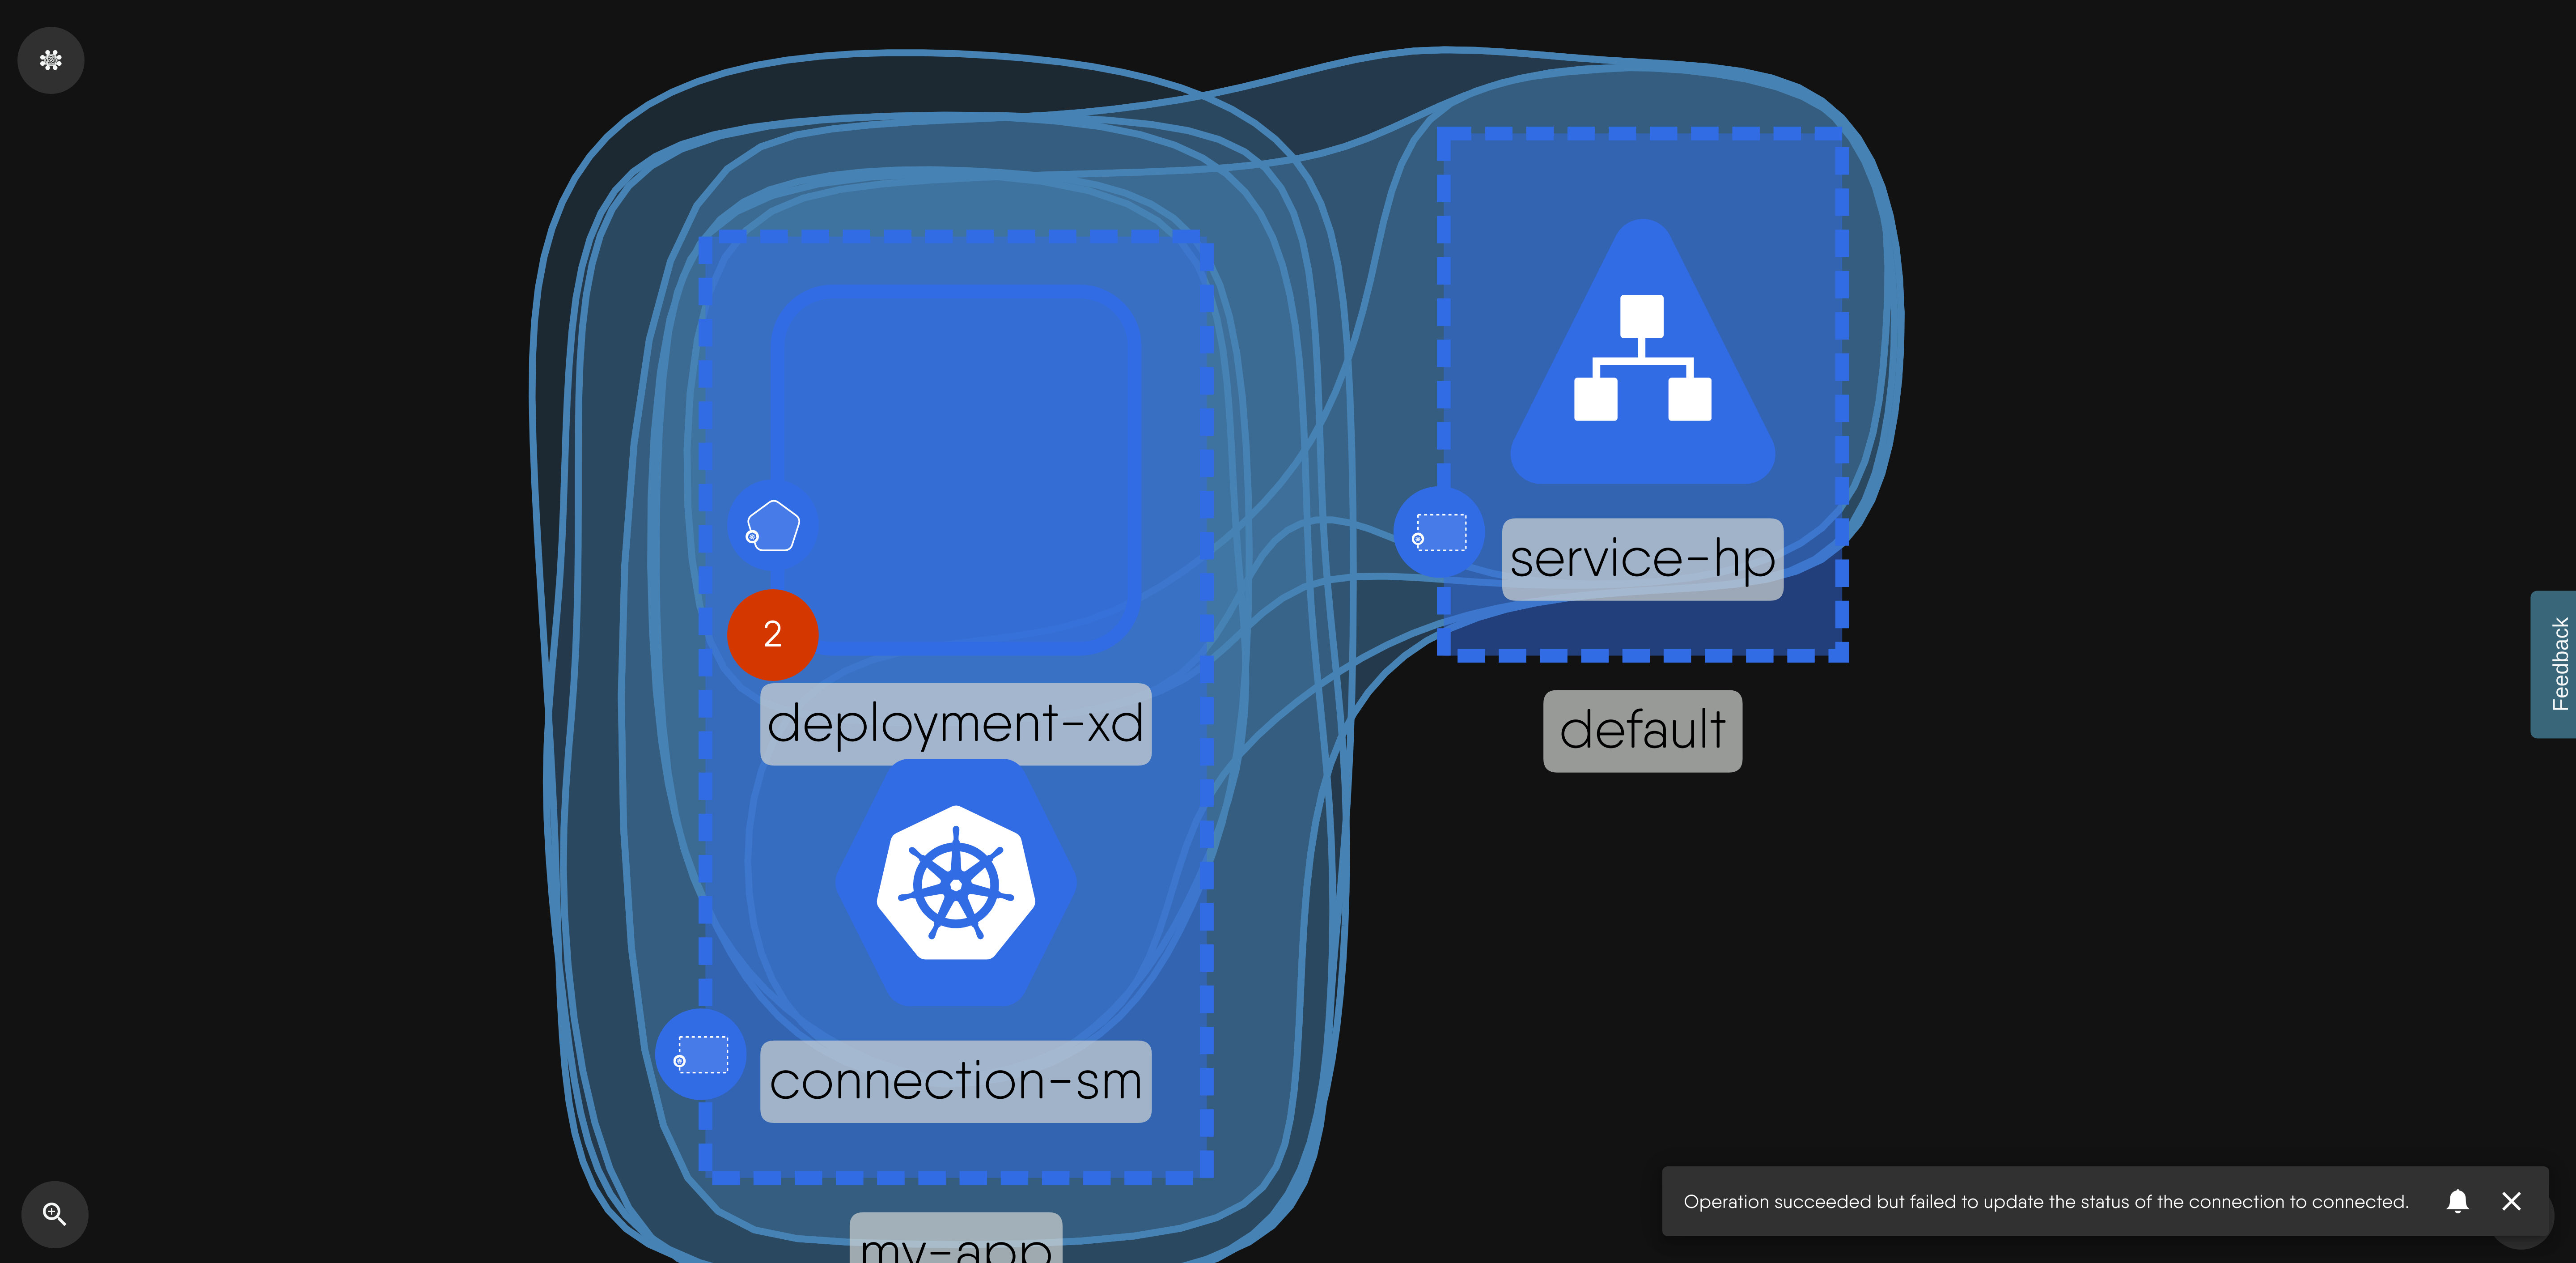 service-hp
default
2
deployment-xd
connection-sm
my-app
Feedback
Operation succeeded but failed to update the status of the connection to connected.